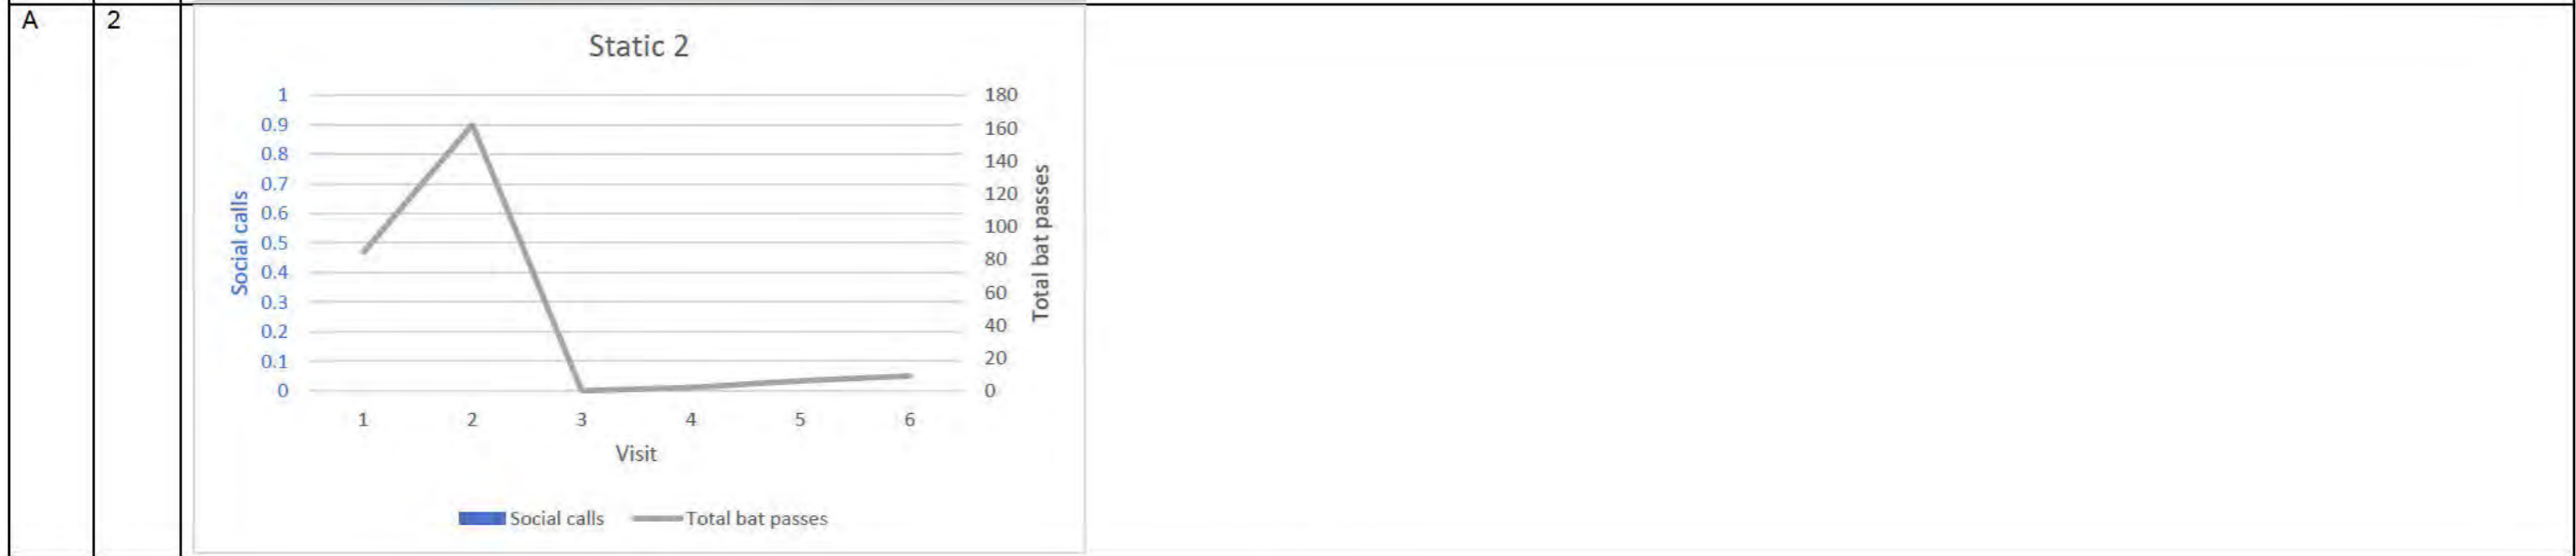 A 2
Static 2
1 180
0.9 160
0.8 140
0.7 120
0.6 100
0.5 80
0.4 60
0.3 40
0.2 20
0.1 0
0
Social calls
Total bat passes
1 2 3 4 5 6
Visit
Social calls Total bat passes